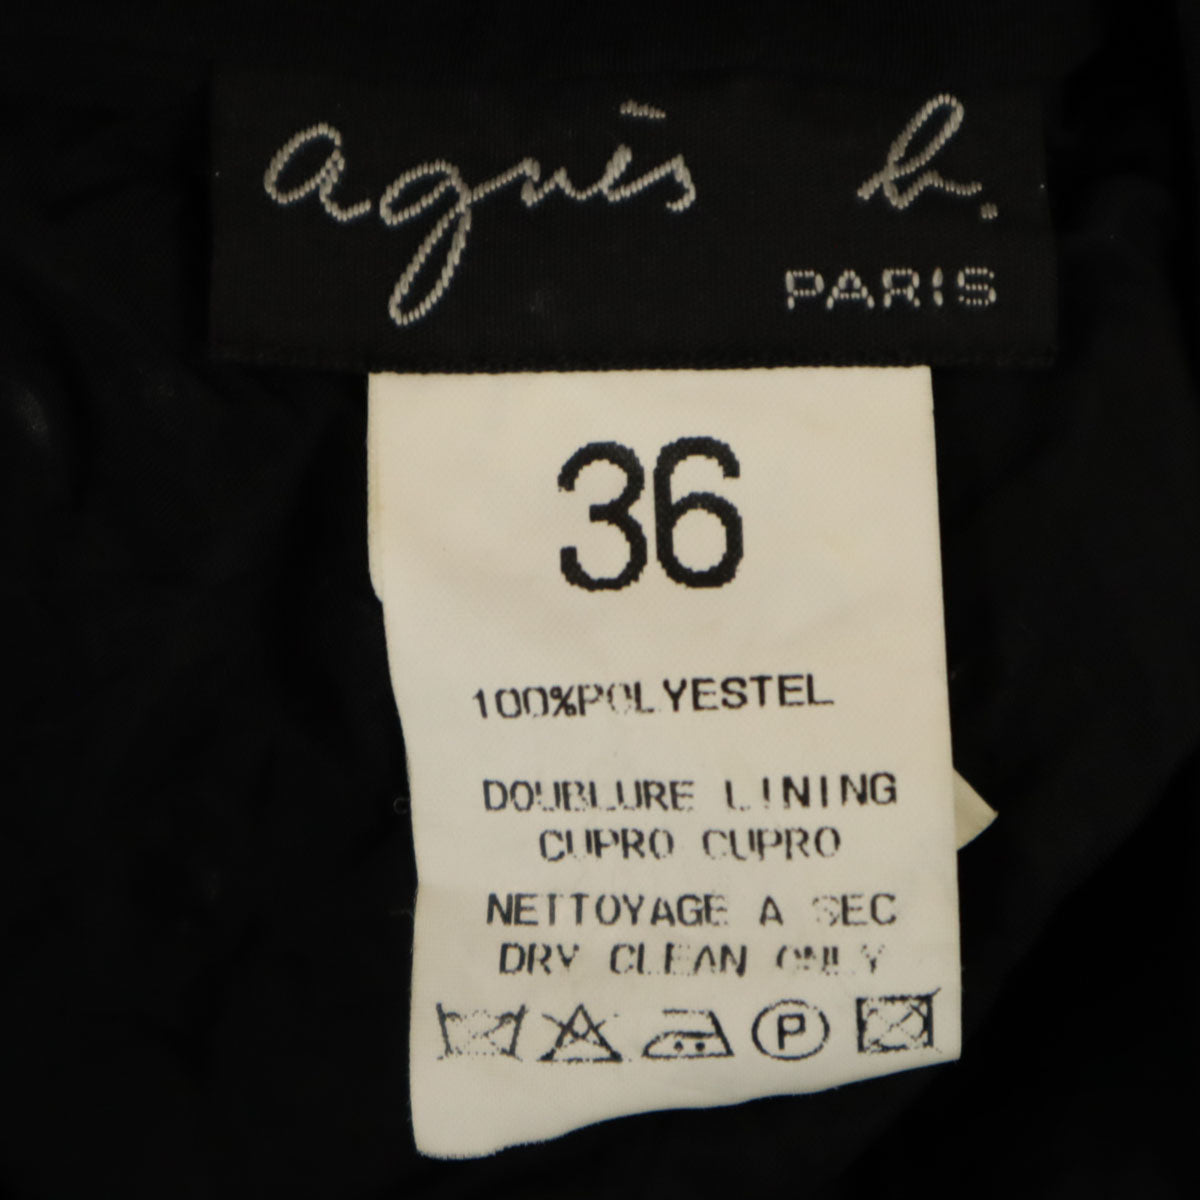 agnès b.
PARIS
36
100%POLYESTEL
DOUBLURE LINING
CUPRO CUPRO
NETTOYAGE A SEC
DRY CLEAN ONLY
P